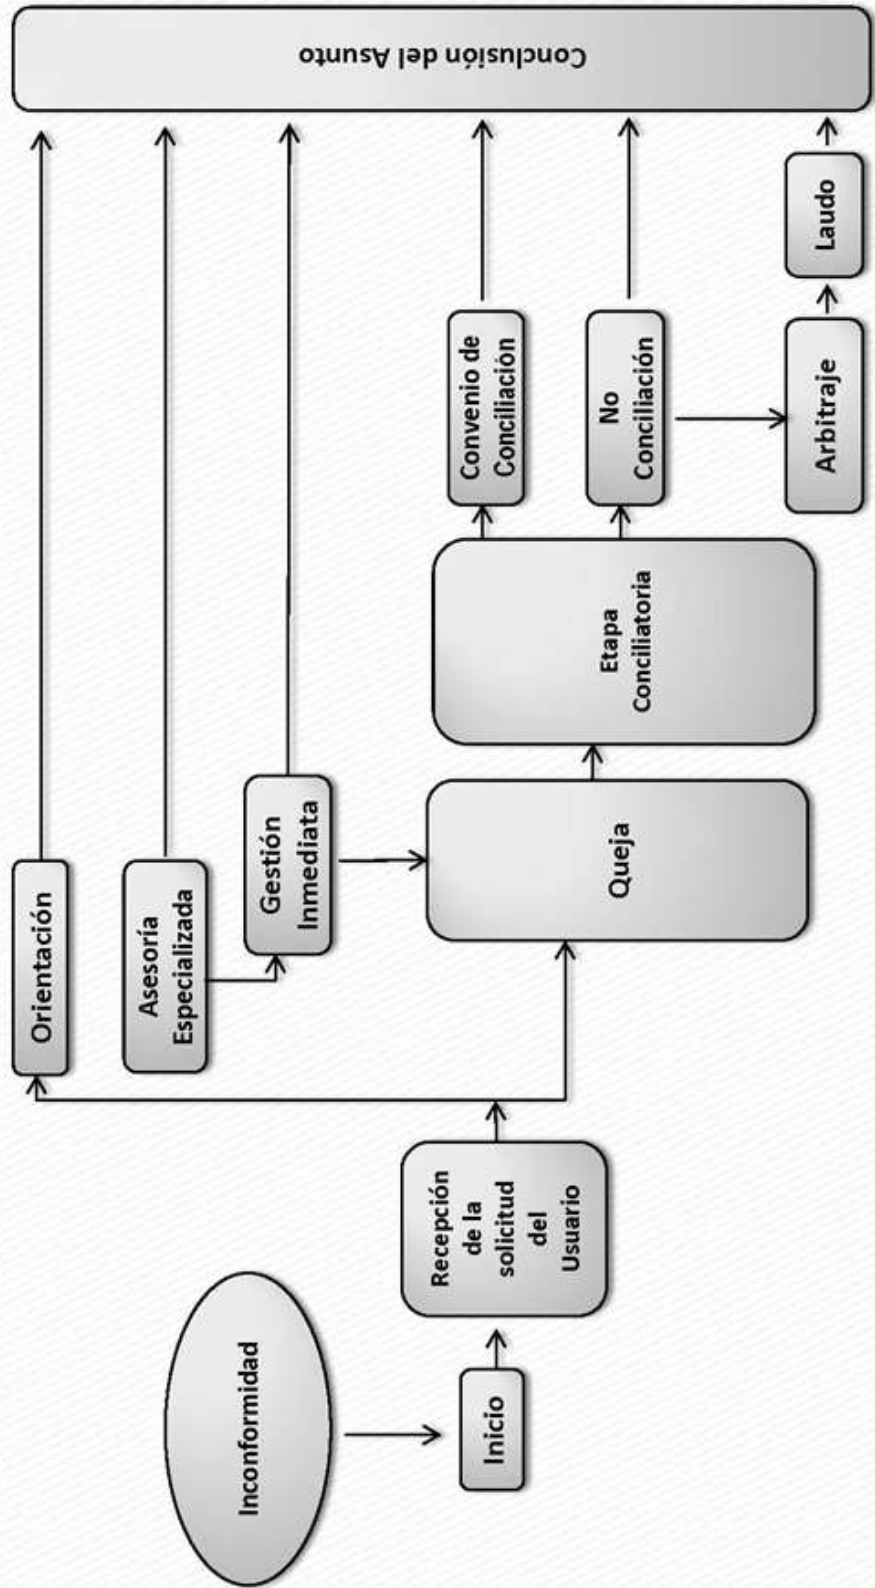 Inconformidad
Inicio
Recepción
de la
solicitud
del
Usuario
Orientación
Asesoría
Especializada
Gestión
Inmediata
Queja
Etapa
Conciliatoria
Convenio de
Conciliación
No
Conciliación
Arbitraje
Laudo
Conclusión del Asunto